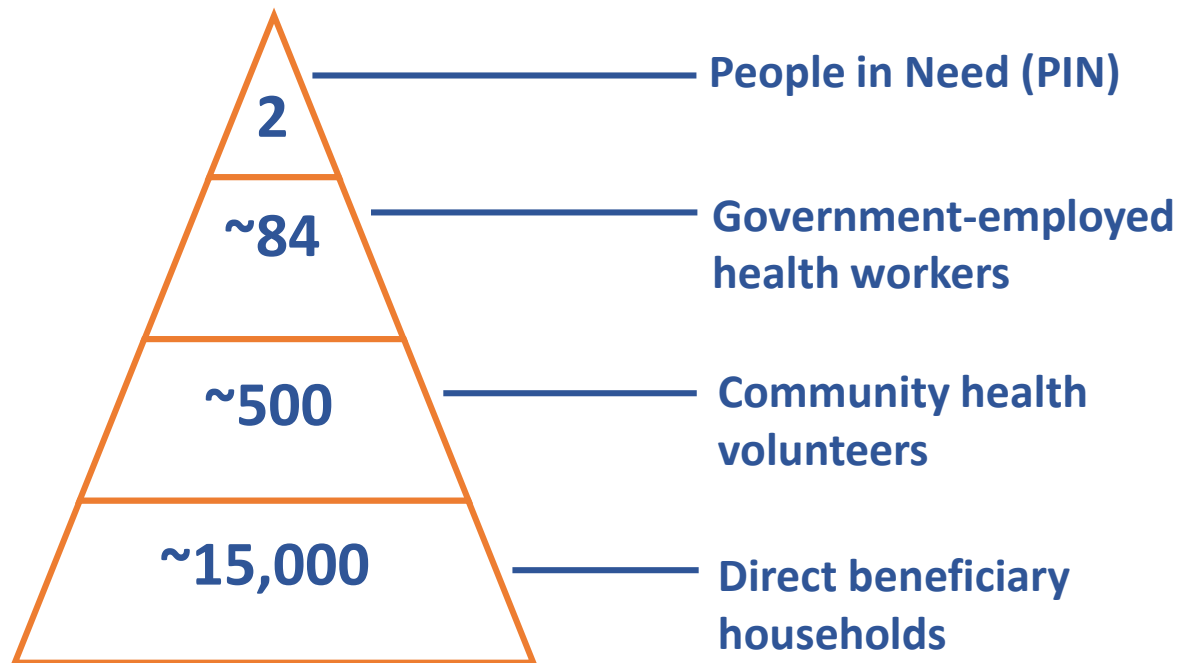 2
People in Need (PIN)
~84
Government-employed
health workers
~500
Community health
volunteers
~15,000
Direct beneficiary
households